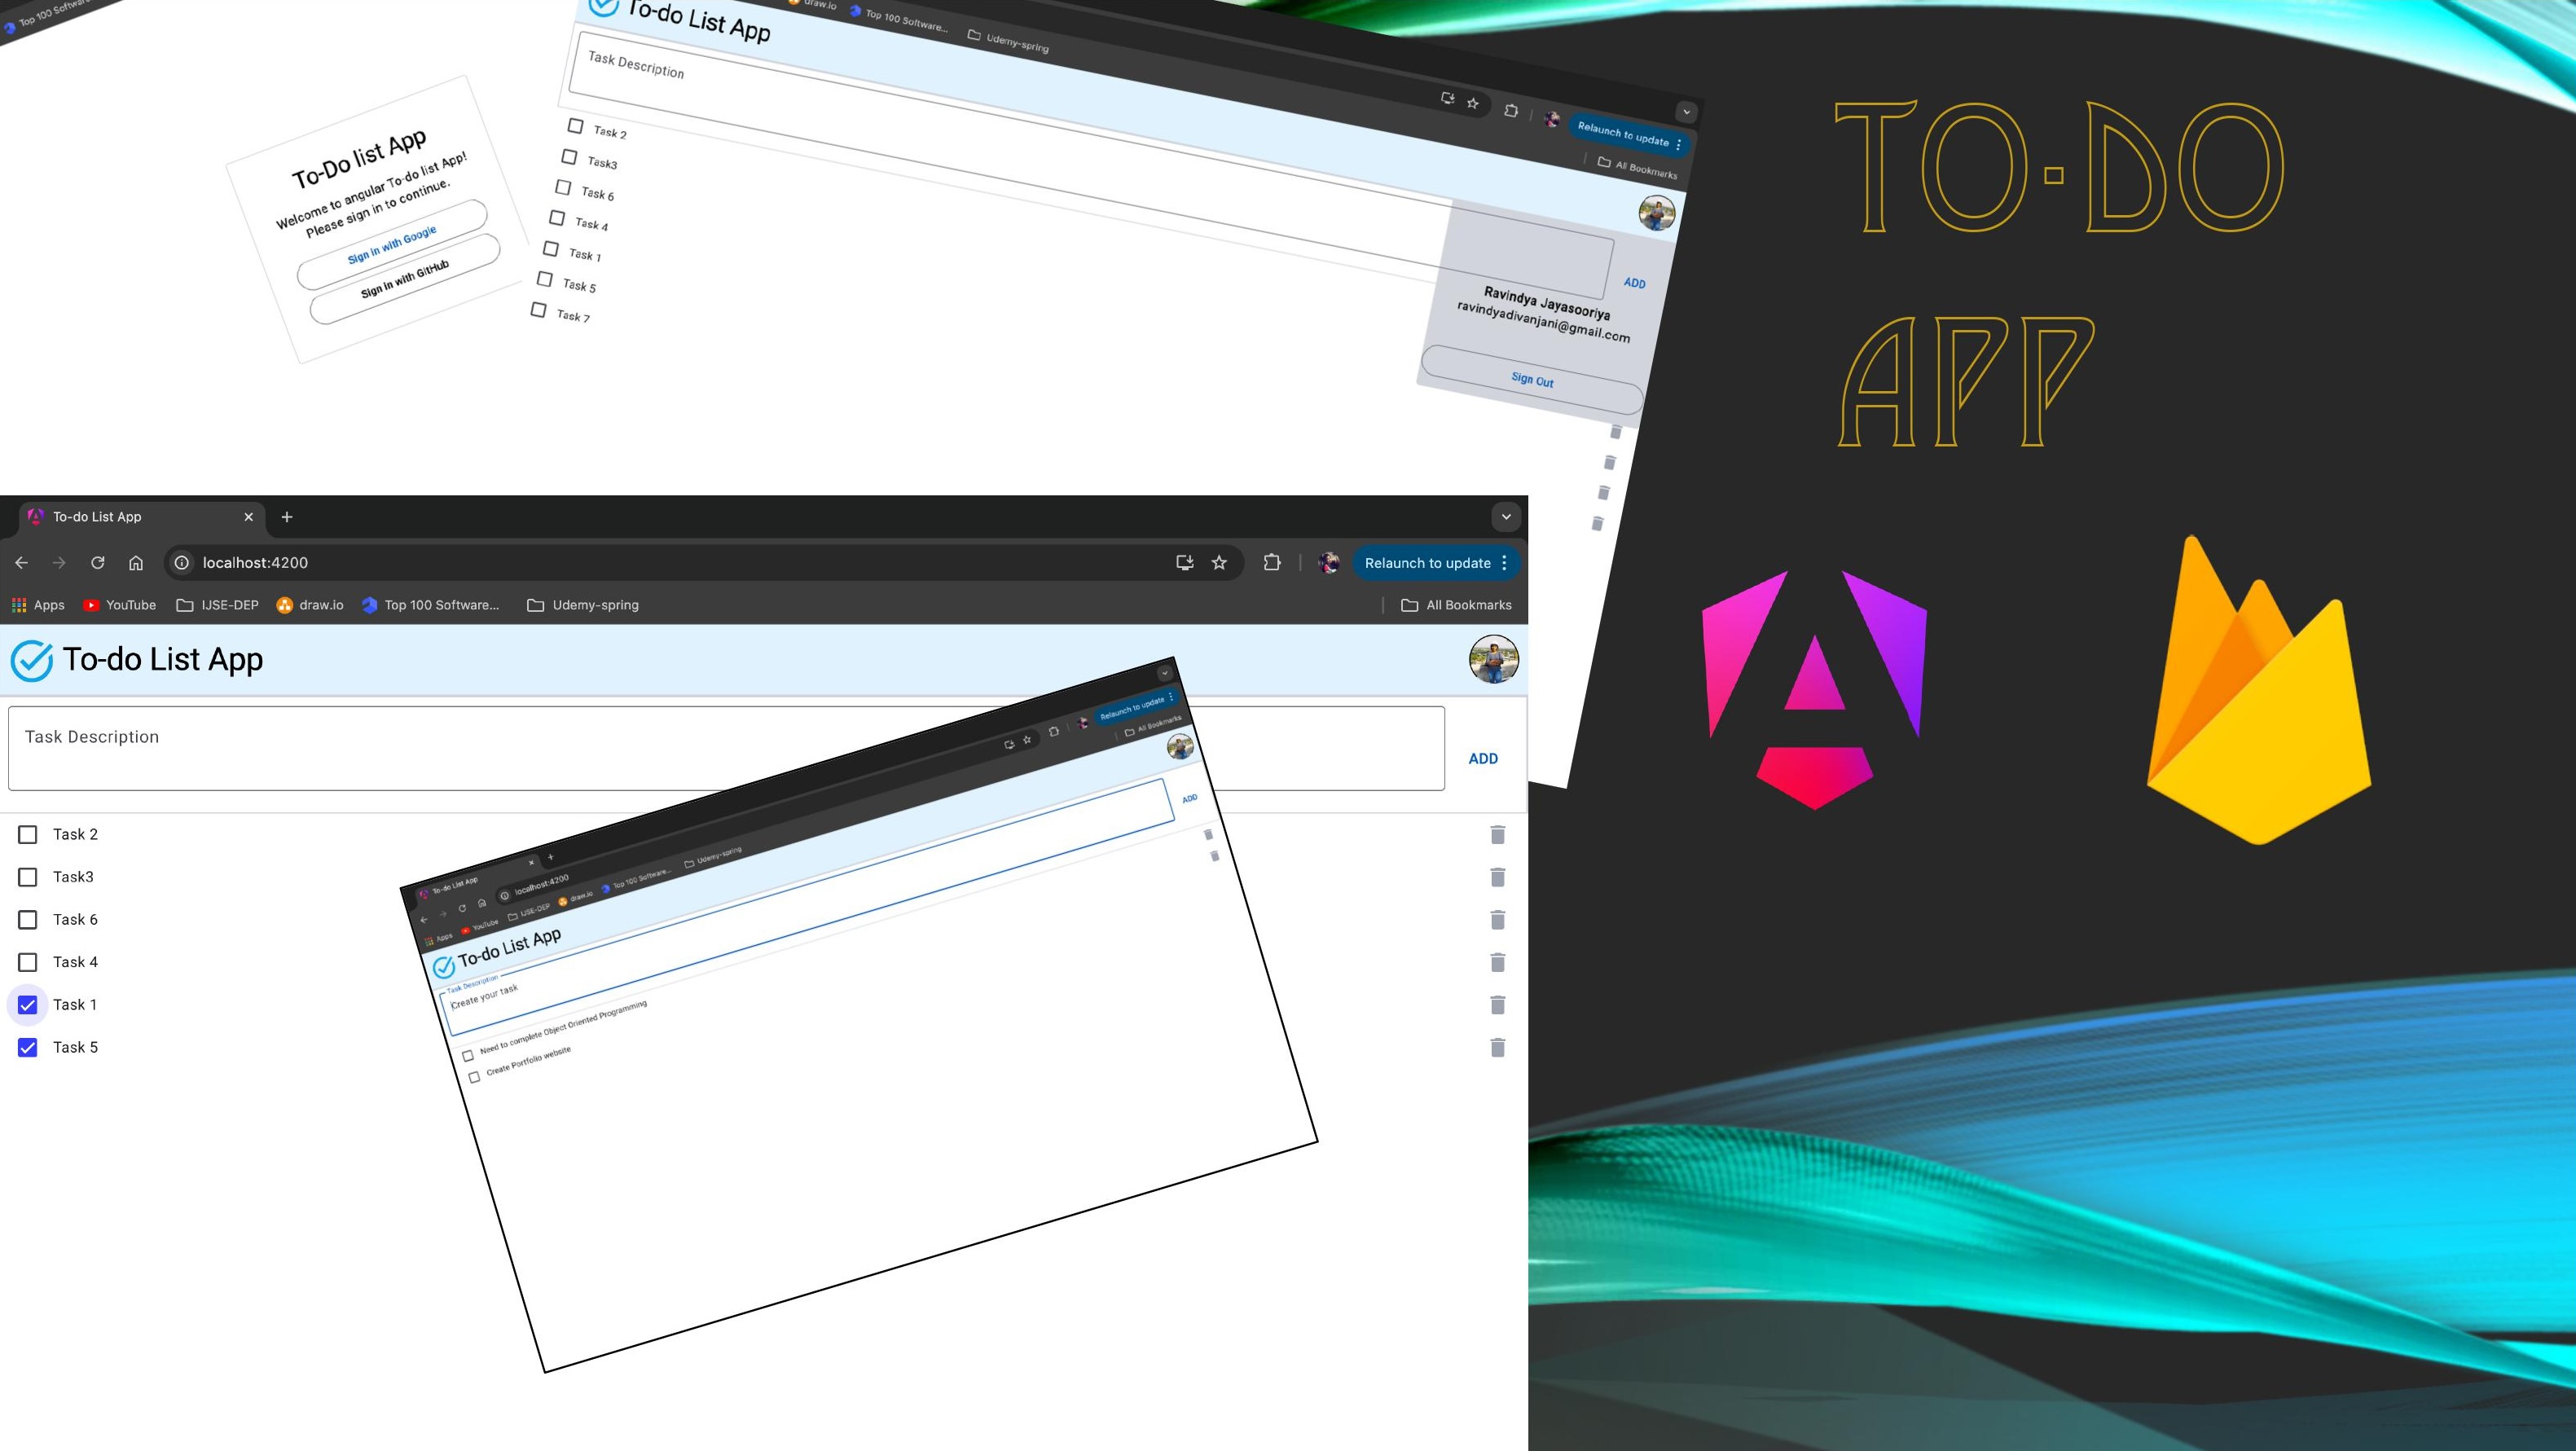 Top 100 Software
To-Do list App
Welcome to angular To-do list App!
Please sign in to continue.
Sign in with Google
Sign in with GitHub
draw.io
Top 100 Software...
Udemy-spring
Relaunch to update
All Bookmarks
To-do List App
Task Description
ADD
Task 2
Task3
Task 6
Task 4
Task 1
Task 5
Task 7
Ravindya Jayasooriya
ravindyadivanjani@gmail.com
Sign Out
TO-DO
APP
To-do List App
localhost:4200
Relaunch to update
Apps
YouTube
IJSE-DEP
draw.io
Top 100 Software...
Udemy-spring
All Bookmarks
To-do List App
Task Description
ADD
Task 2
Task3
Task 6
Task 4
Task 1
Task 5
To-do List App
localhost:4200
Relaunch to update
Apps
YouTube
IJSE-DEP
draw.io
Top 100 Software...
Udemy-spring
All Bookmarks
To-do List App
Task Description
Create your task
ADD
Need to complete Object Oriented Programming
Create Portfolio website